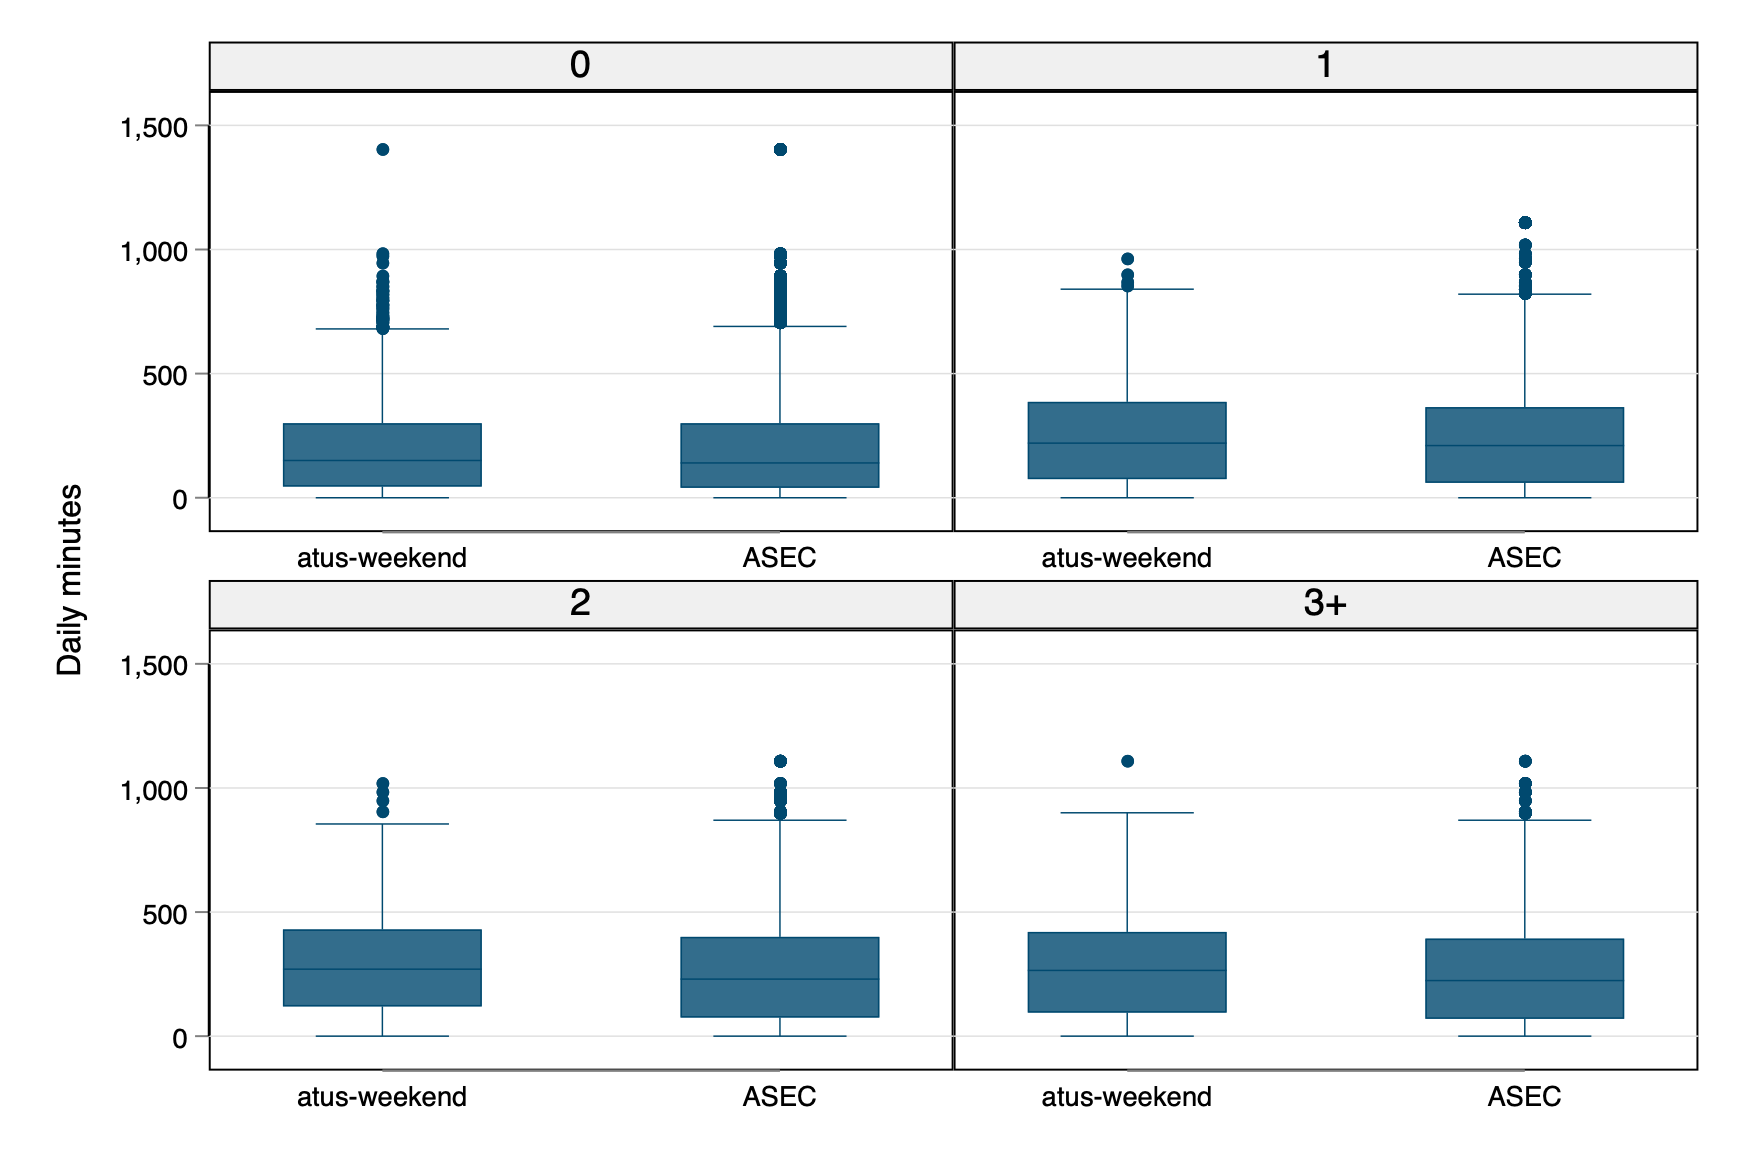 0
1
1,500
1,000
500
0
atus-weekend
ASEC
atus-weekend
ASEC
Daily minutes
2
3+
1,500
1,000
500
0
atus-weekend
ASEC
atus-weekend
ASEC